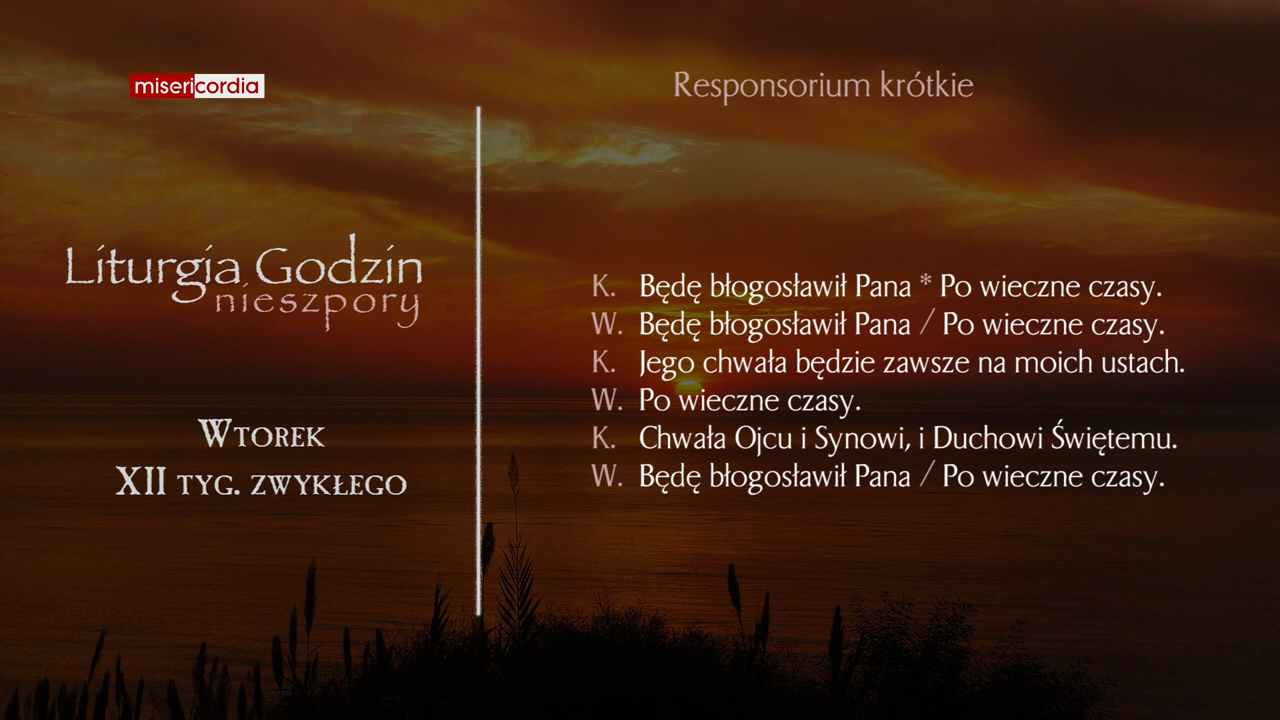 misericordia
Liturgia Godzin
nieszpory
Wtorek
XII tyg. zwykłego
Responsorium krótkie
K. Będę błogosławił Pana * Po wieczne czasy.
W. Będę błogosławił Pana / Po wieczne czasy.
K. Jego chwała będzie zawsze na moich ustach.
W. Po wieczne czasy.
K. Chwała Ojcu i Synowi, i Duchowi Świętemu.
W. Będę błogosławił Pana / Po wieczne czasy.